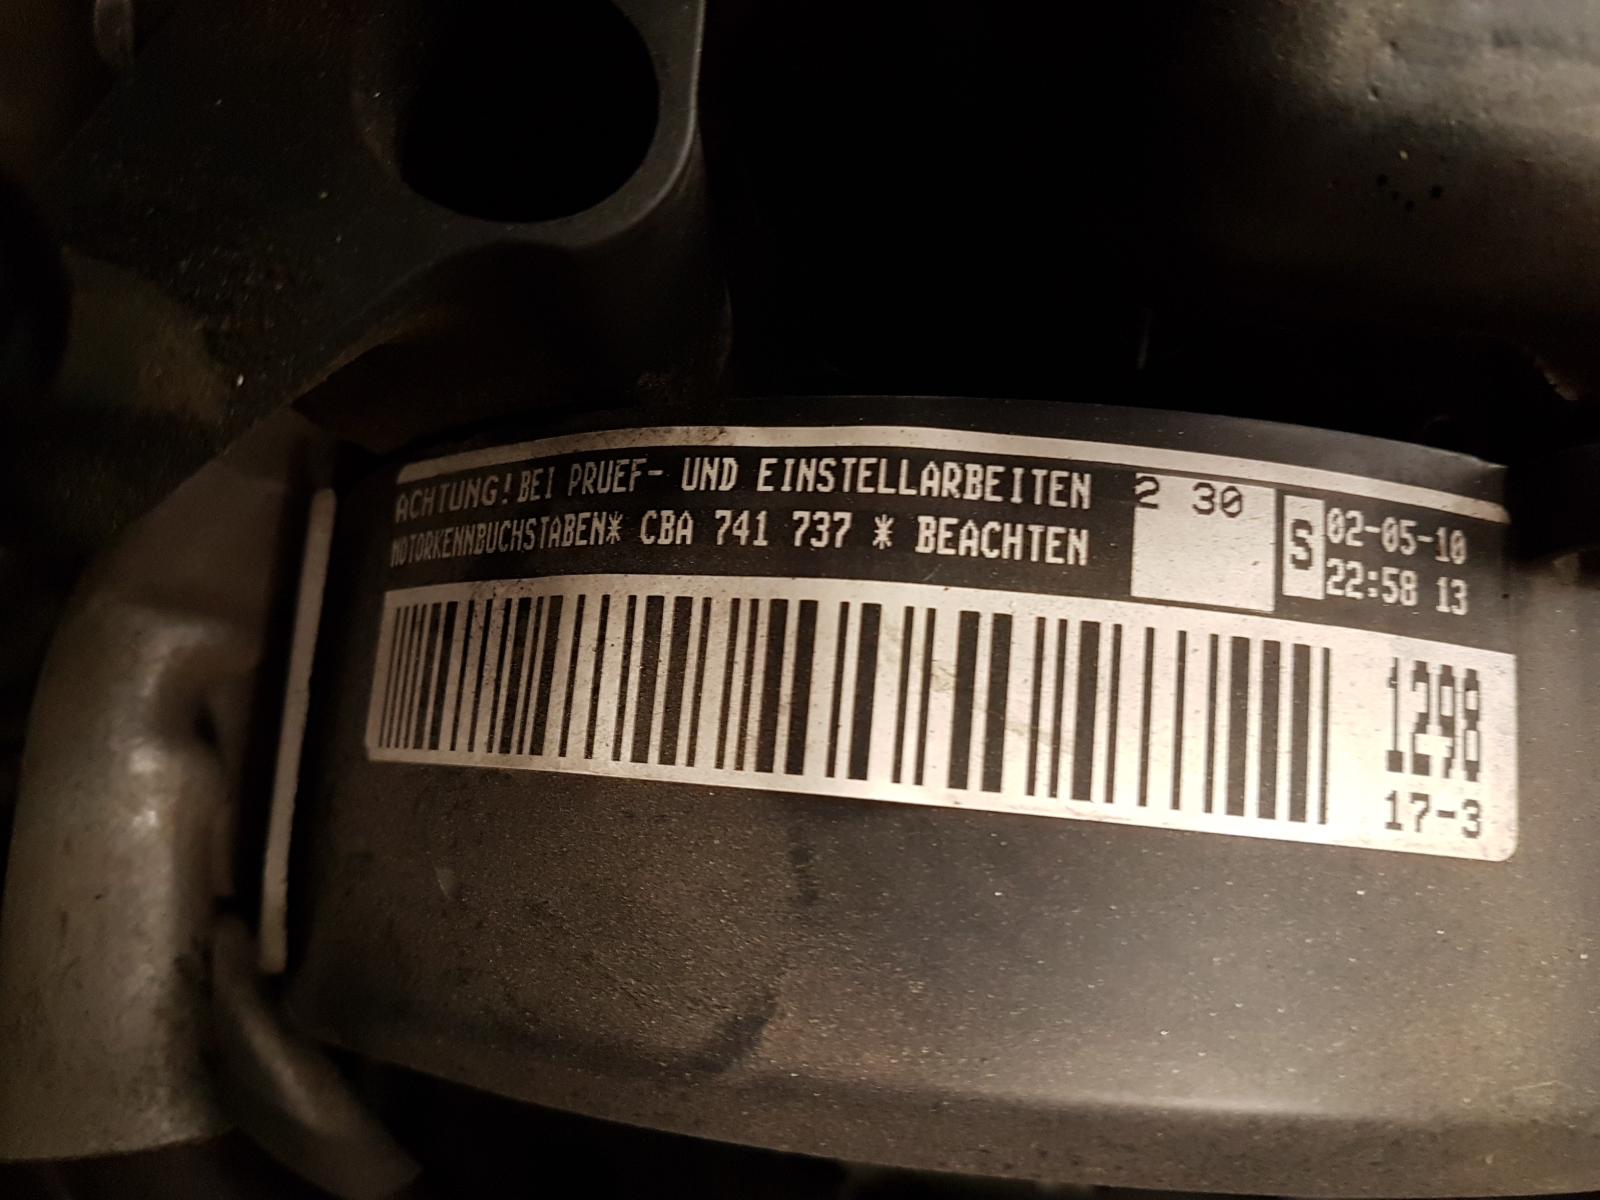 ACHTUNG! BEI PRUEF- UND EINSTELLARBEITEN
MOTORKENNBUCHSTABEN* CBA 741 737 * BEACHTEN
2 30
S
02-05-10
22:58 13
1298
17-3